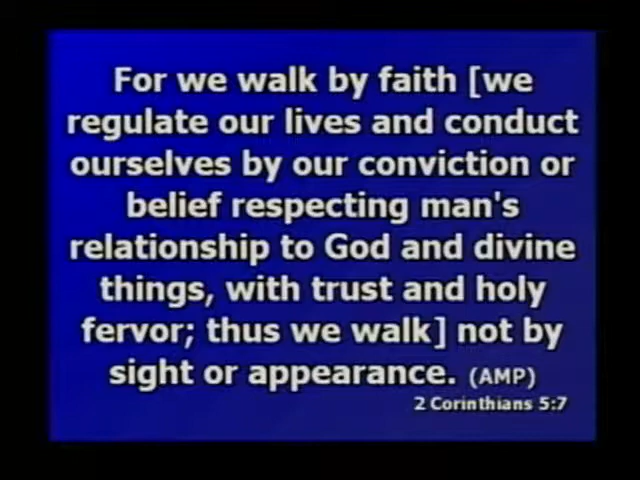 For we walk by faith [we
regulate our lives and conduct
ourselves by our conviction or
belief respecting man's
relationship to God and divine
things, with trust and holy
fervor; thus we walk] not by
sight or appearance. (AMP)
2 Corinthians 5:7